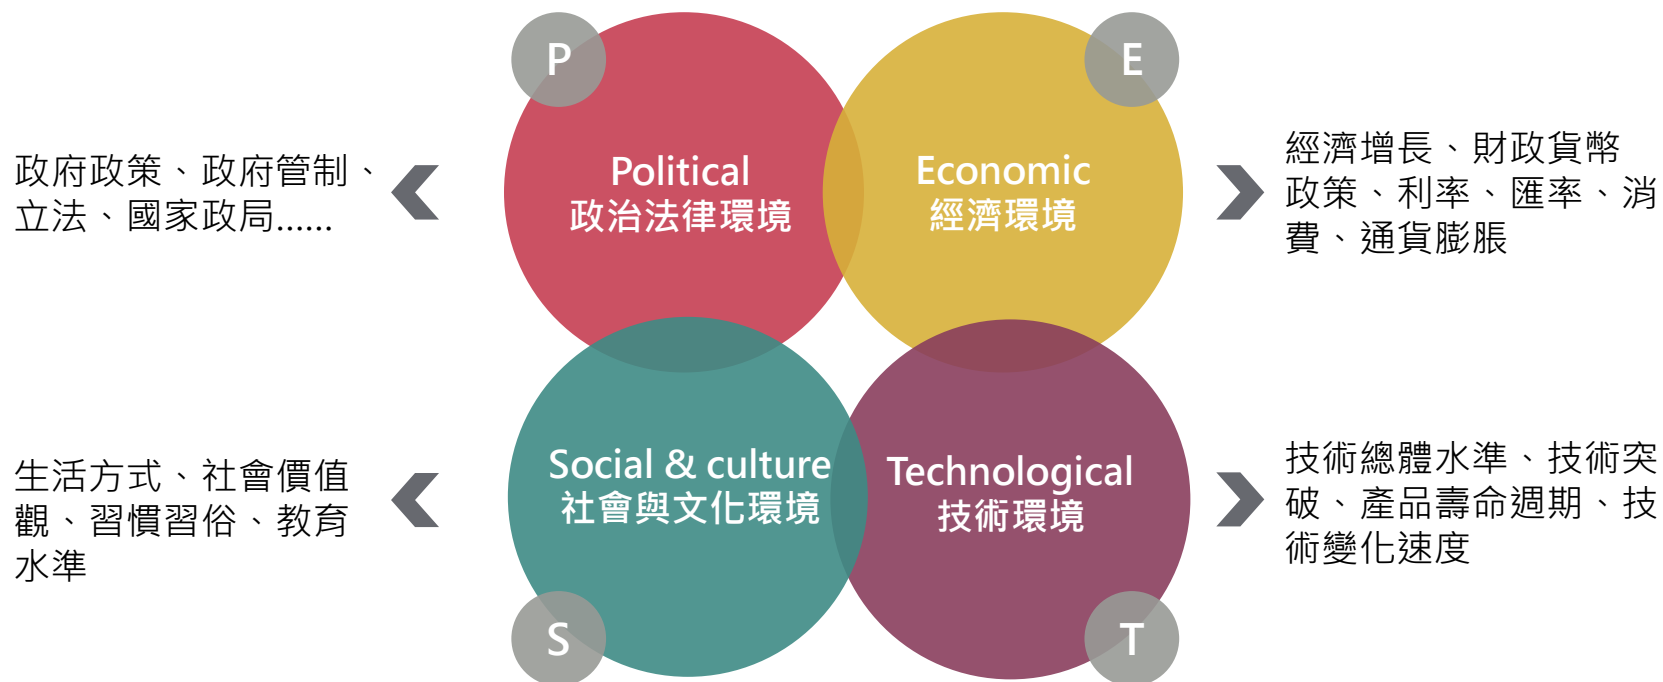 P
E
Political
政治法律環境
Economic
經濟環境
政府政策、政府管制、
立法、國家政局......
經濟增長、財政貨幣
政策、利率、匯率、消
費、通貨膨脹
Social & culture
社會與文化環境
Technological
技術環境
生活方式、社會價值
觀、習慣習俗、教育
水準
技術總體水準、技術突
破、產品壽命週期、技
術變化速度
S
T